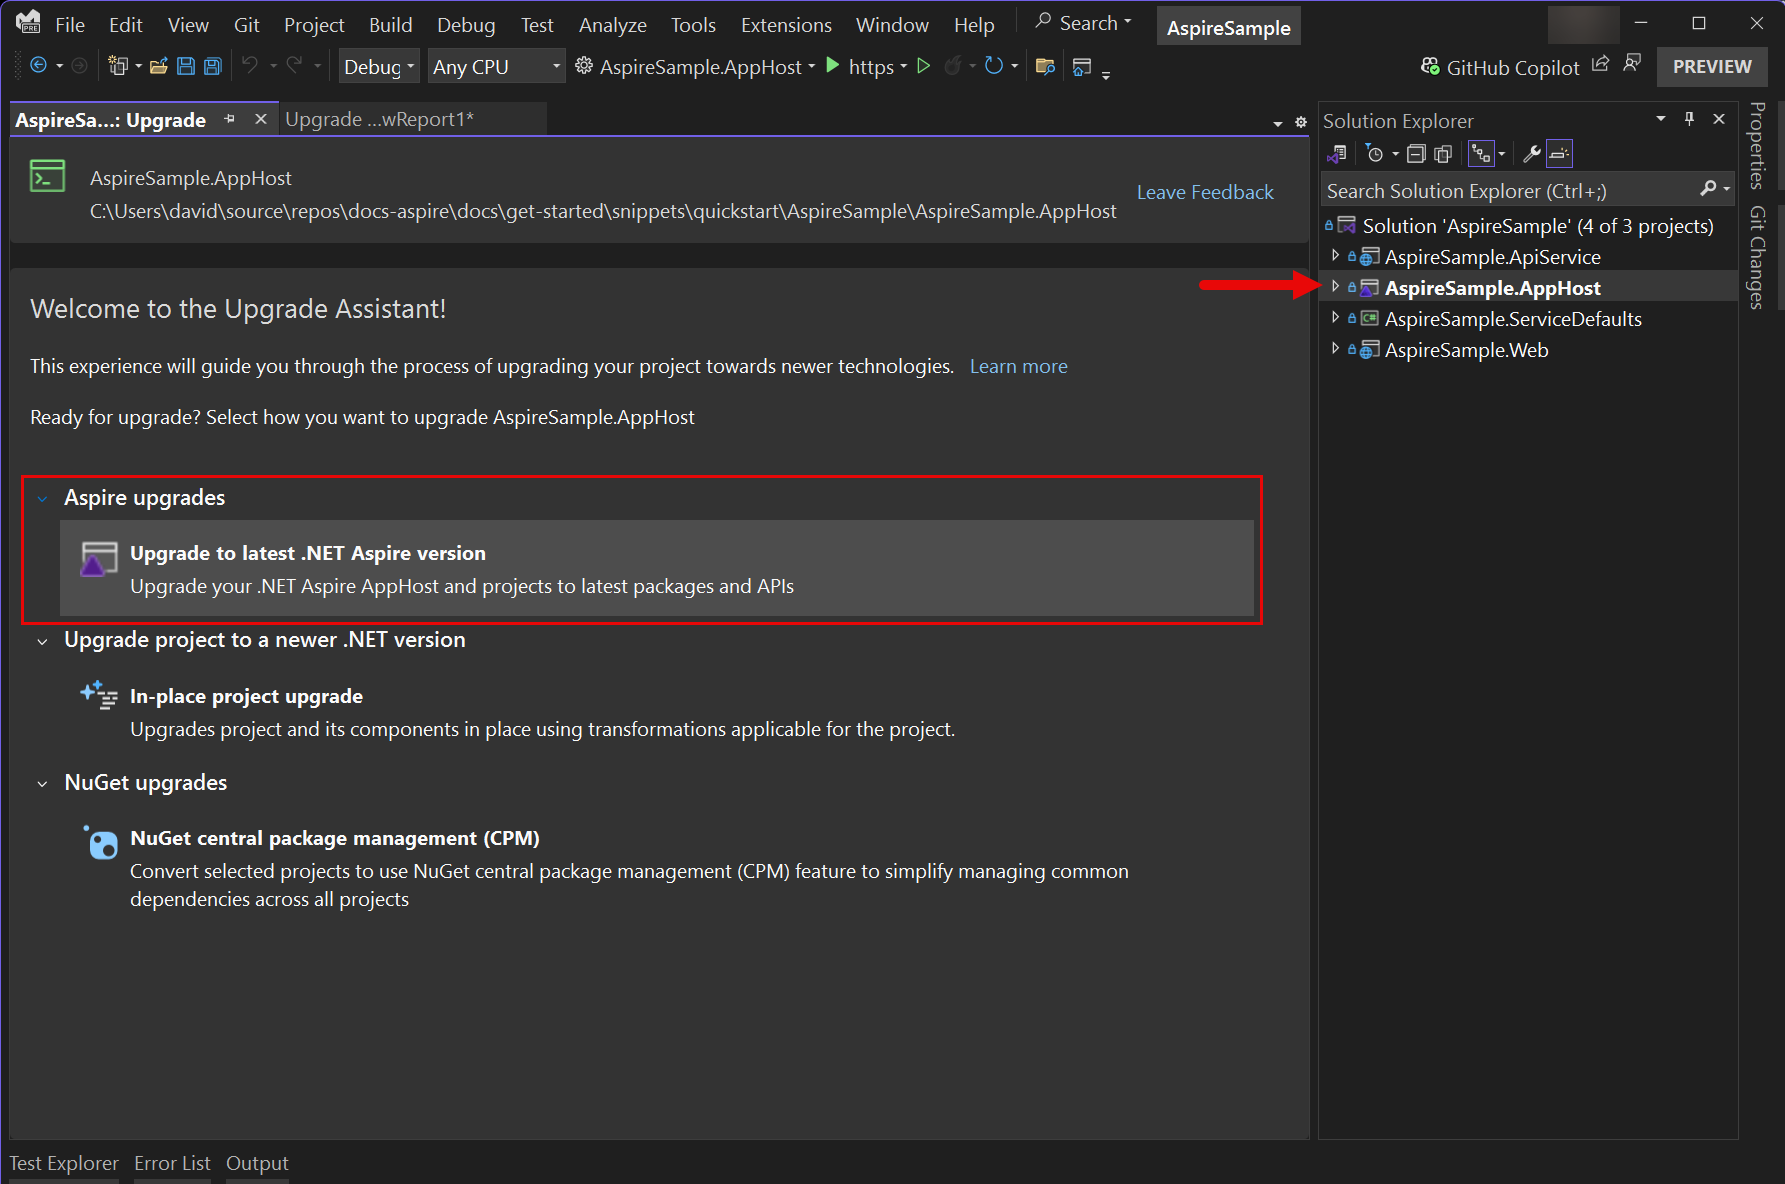 File Edit View Git Project Build Debug Test Analyze Tools Extensions Window Help Search AspireSample
PRE
Debug Any CPU AspireSample.AppHost https GitHub Copilot PREVIEW
AspireSa...: Upgrade Upgrade ...wReport1*
AspireSample.AppHost
C:\Users\david\source\repos\docs-aspire\docs\get-started\snippets\quickstart\AspireSample\AspireSample.AppHost
Leave Feedback
Welcome to the Upgrade Assistant!
This experience will guide you through the process of upgrading your project towards newer technologies. Learn more
Ready for upgrade? Select how you want to upgrade AspireSample.AppHost
Aspire upgrades
Upgrade to latest .NET Aspire version
Upgrade your .NET Aspire AppHost and projects to latest packages and APIs
Upgrade project to a newer .NET version
In-place project upgrade
Upgrades project and its components in place using transformations applicable for the project.
NuGet upgrades
NuGet central package management (CPM)
Convert selected projects to use NuGet central package management (CPM) feature to simplify managing common
dependencies across all projects
Solution Explorer
Search Solution Explorer (Ctrl+;)
Solution 'AspireSample' (4 of 3 projects)
AspireSample.ApiService
AspireSample.AppHost
C# AspireSample.ServiceDefaults
AspireSample.Web
Properties
Git Changes
Test Explorer Error List Output